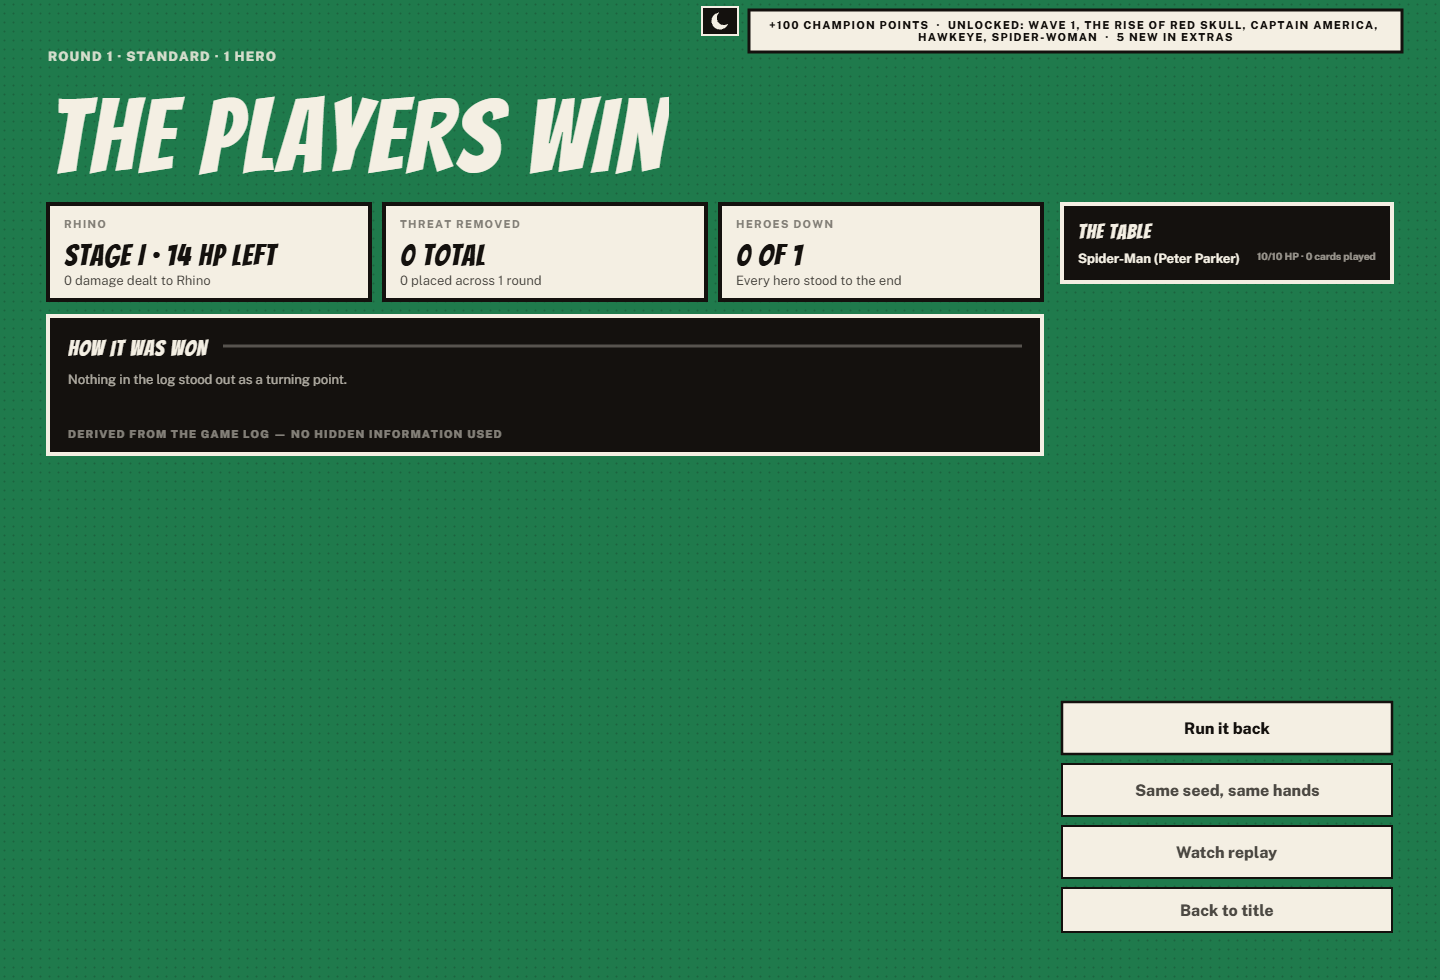 +100 CHAMPION POINTS · UNLOCKED: WAVE 1, THE RISE OF RED SKULL, CAPTAIN AMERICA,
HAWKEYE, SPIDER-WOMAN · 5 NEW IN EXTRAS
ROUND 1 · STANDARD · 1 HERO
THE PLAYERS WIN
RHINO
STAGE I · 14 HP LEFT
0 damage dealt to Rhino
THREAT REMOVED
0 TOTAL
0 placed across 1 round
HEROES DOWN
0 OF 1
Every hero stood to the end
THE TABLE
Spider-Man (Peter Parker) 10/10 HP · 0 cards played
HOW IT WAS WON
Nothing in the log stood out as a turning point.
DERIVED FROM THE GAME LOG — NO HIDDEN INFORMATION USED
Run it back
Same seed, same hands
Watch replay
Back to title